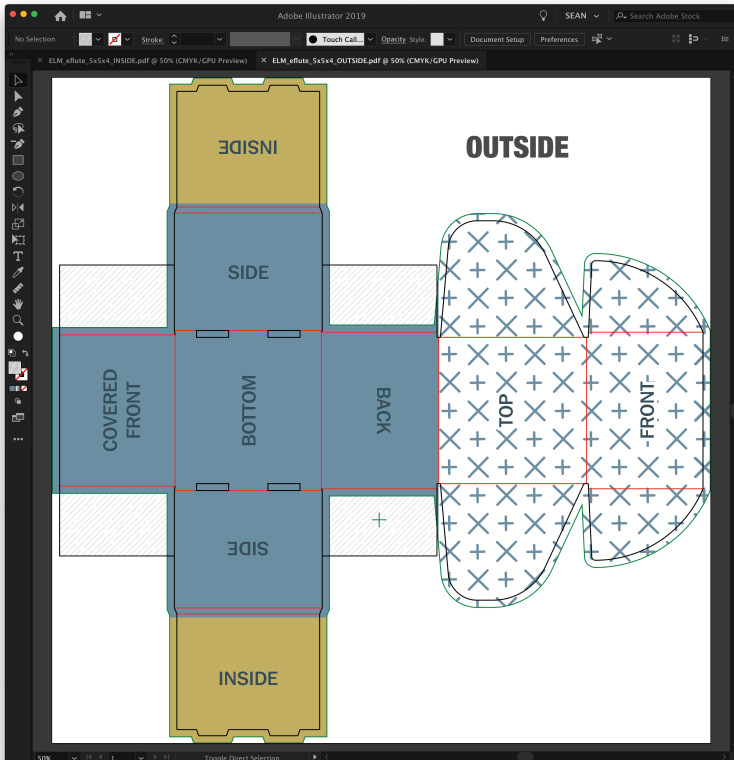 Adobe Illustrator 2019
SEAN
Search Adobe Stock
No Selection
Stroke:
Touch Call...
Opacity
Style:
Document Setup
Preferences
× ELM_eflute_5x5x4_INSIDE.pdf @ 50% (CMYK/GPU Preview)
× ELM_eflute_5x5x4_OUTSIDE.pdf @ 50% (CMYK/GPU Preview)
INSIDE
OUTSIDE
SIDE
COVERED
FRONT
BOTTOM
BACK
TOP
-FRONT-
SIDE
INSIDE
50%
1
Toggle Direct Selection